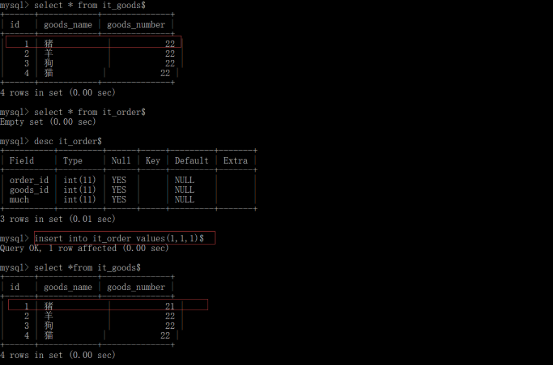 mysql> select * from it_goods$
+------+------------+--------------+
| id | goods_name | goods_number |
+------+------------+--------------+
| 1 | 猪 | 22 |
| 2 | 羊 | 22 |
| 3 | 狗 | 22 |
| 4 | 猫 | 22 |
+------+------------+--------------+
4 rows in set (0.00 sec)
mysql> select * from it_order$
Empty set (0.00 sec)
mysql> desc it_order$
+----------+---------+------+-----+---------+-------+
| Field | Type | Null | Key | Default | Extra |
+----------+---------+------+-----+---------+-------+
| order_id | int(11) | YES | | NULL | |
| goods_id | int(11) | YES | | NULL | |
| much | int(11) | YES | | NULL | |
+----------+---------+------+-----+---------+-------+
3 rows in set (0.01 sec)
mysql> insert into it_order values(1,1,1)$
Query OK, 1 row affected (0.00 sec)
mysql> select *from it_goods$
+------+------------+--------------+
| id | goods_name | goods_number |
+------+------------+--------------+
| 1 | 猪 | 21 |
| 2 | 羊 | 22 |
| 3 | 狗 | 22 |
| 4 | 猫 | 22 |
+------+------------+--------------+
4 rows in set (0.00 sec)